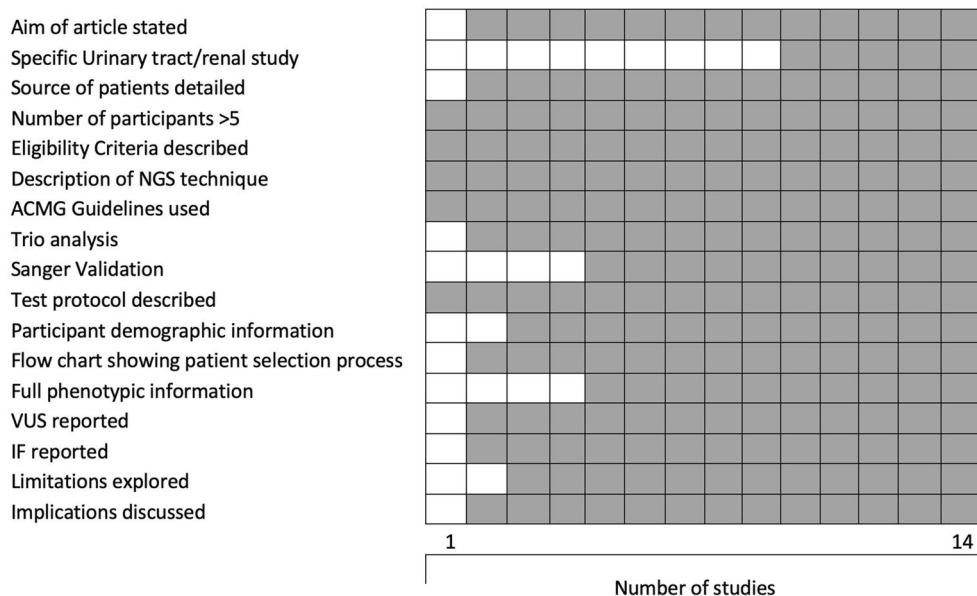 Aim of article stated
Specific Urinary tract/renal study
Source of patients detailed
Number of participants >5
Eligibility Criteria described
Description of NGS technique
ACMG Guidelines used
Trio analysis
Sanger Validation
Test protocol described
Participant demographic information
Flow chart showing patient selection process
Full phenotypic information
VUS reported
IF reported
Limitations explored
Implications discussed
1 14
Number of studies